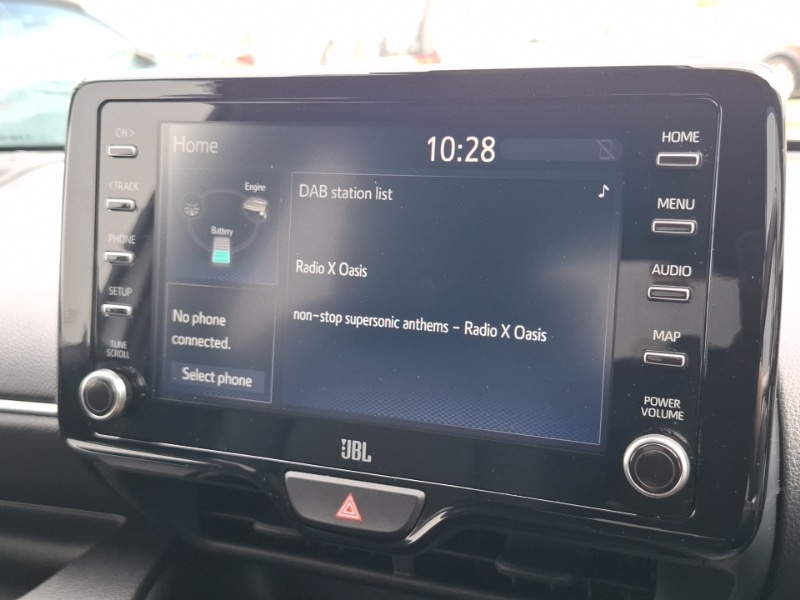 CH>
<TRACK
PHONE
SETUP
TUNE
SCROLL
Home
10:28
Engine
Battery
DAB station list
Radio X Oasis
non-stop supersonic anthems - Radio X Oasis
No phone
connected.
Select phone
HOME
MENU
AUDIO
MAP
POWER
VOLUME
JBL